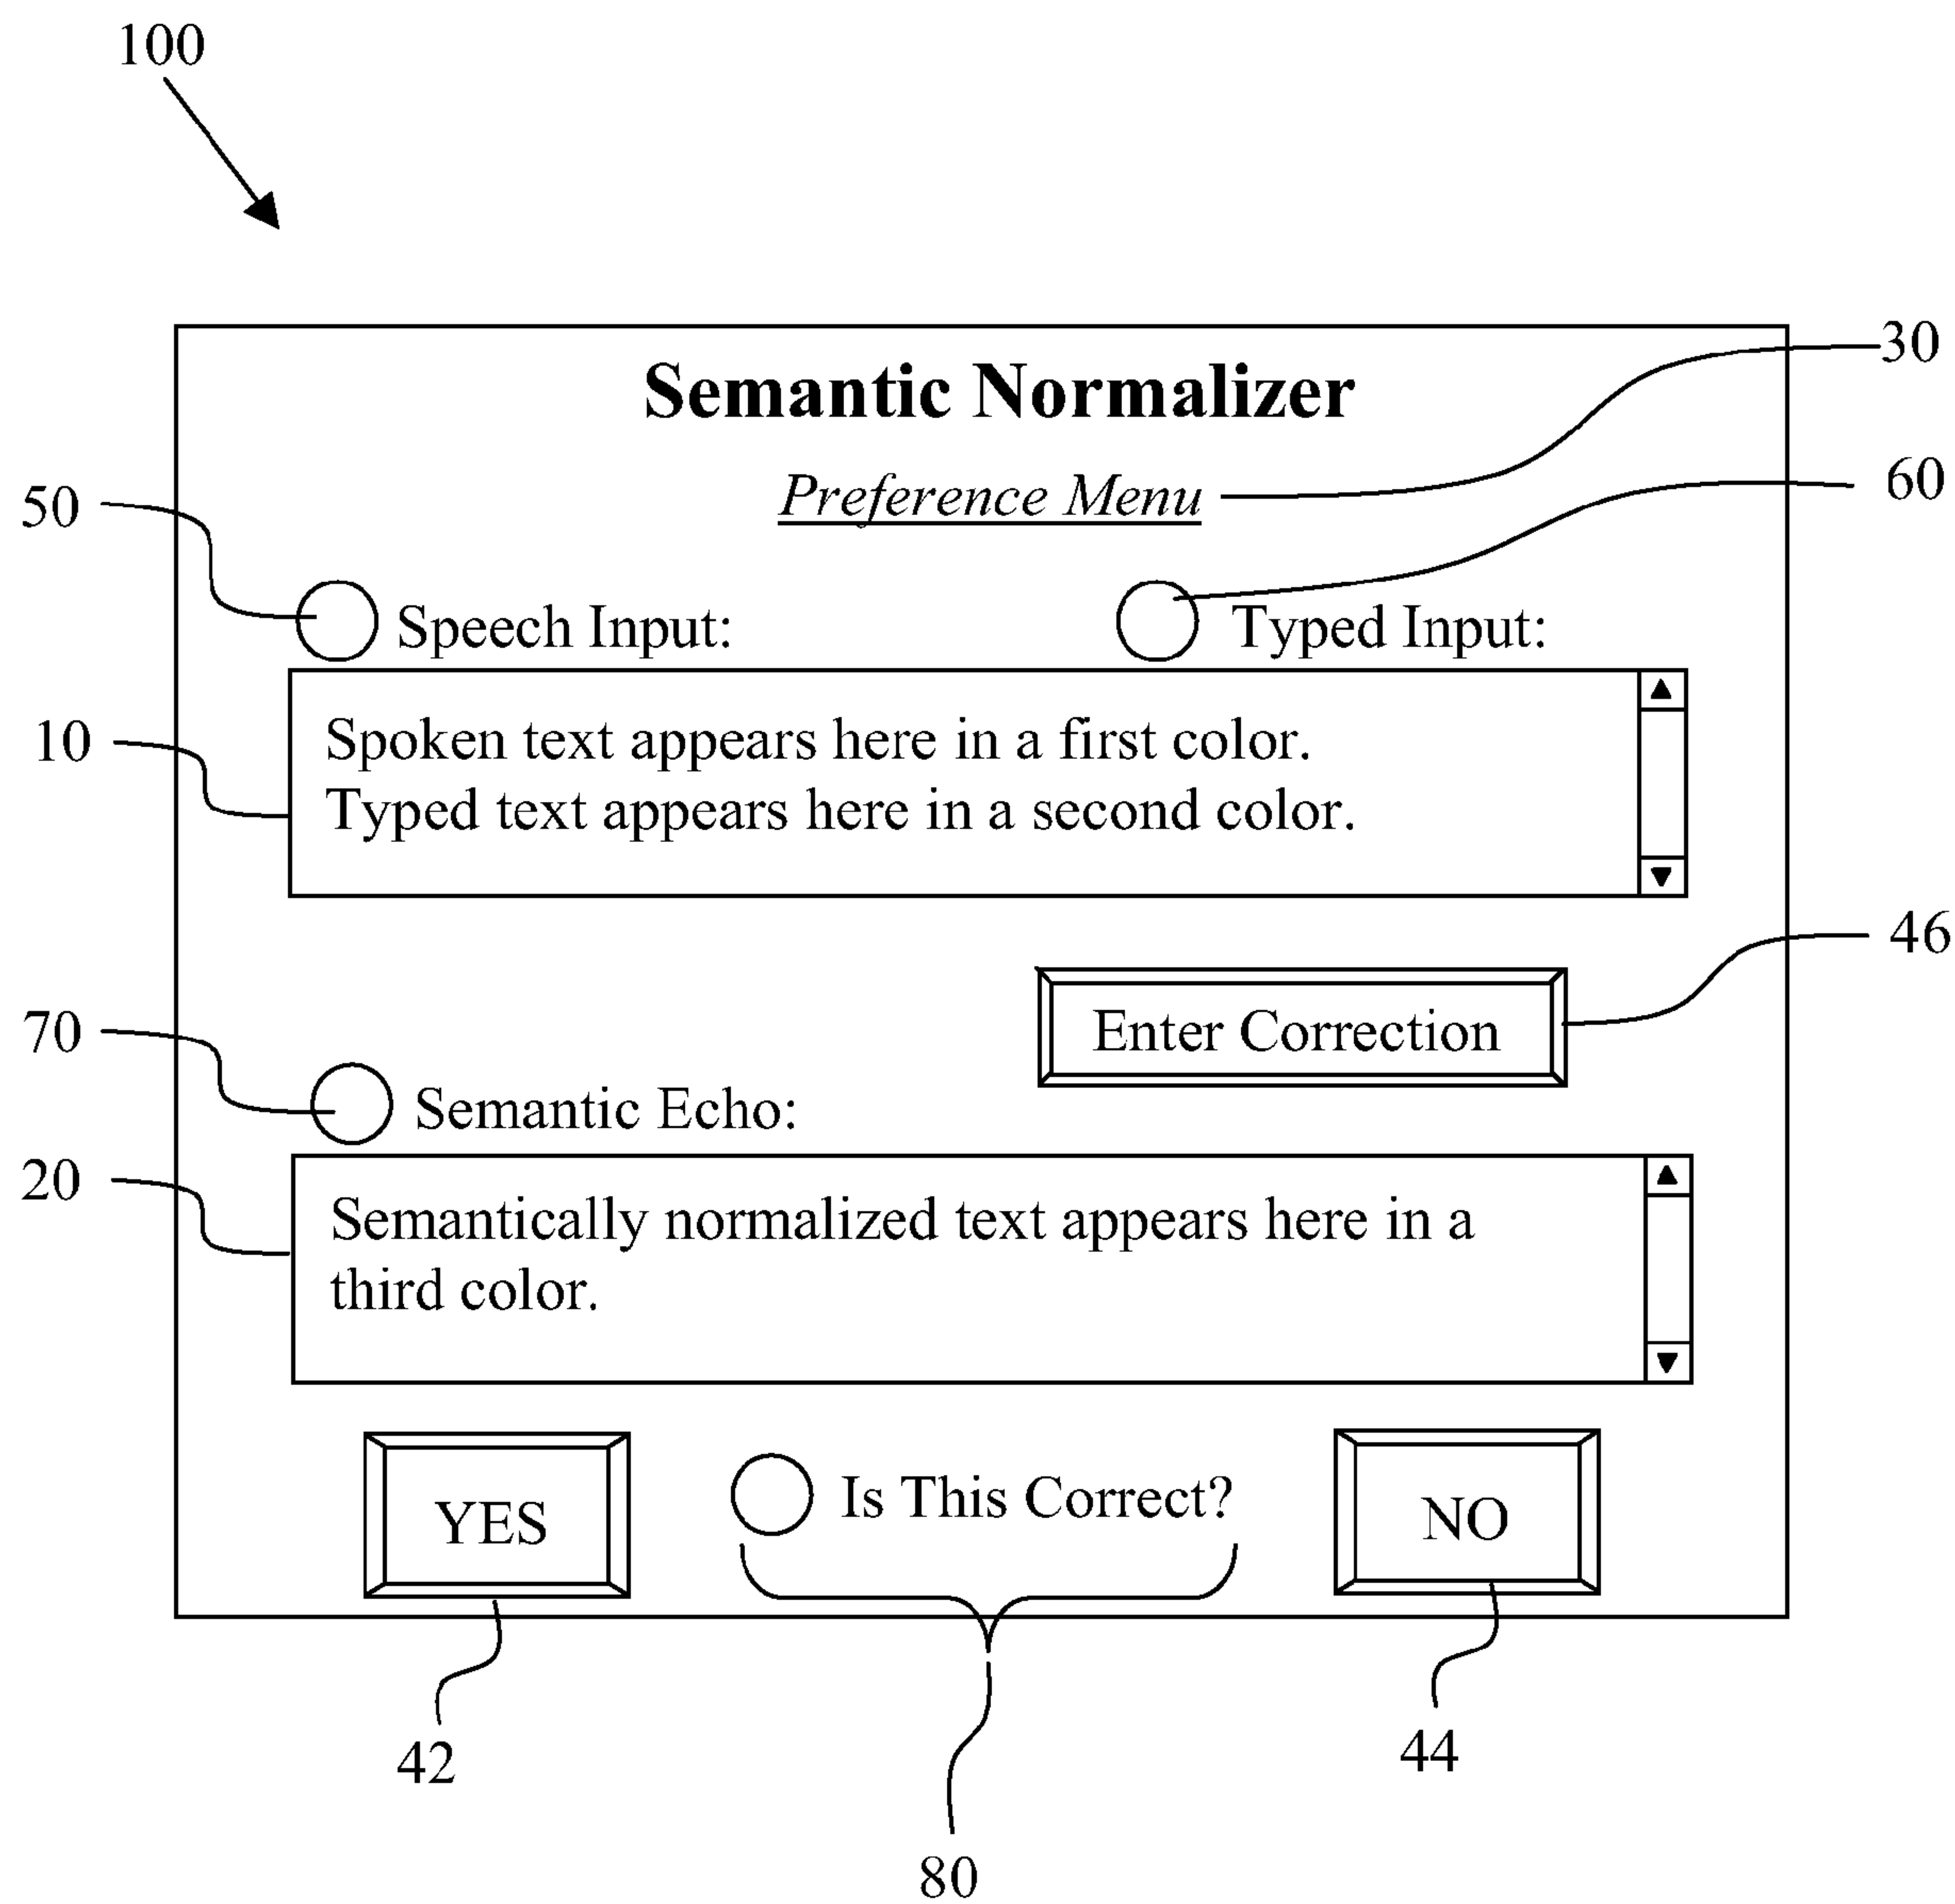 100
30
Semantic Normalizer
60
Preference Menu
50
Speech Input:
Typed Input:
10
Spoken text appears here in a first color.
Typed text appears here in a second color.
46
Enter Correction
70
Semantic Echo:
20
Semantically normalized text appears here in a
third color.
YES
Is This Correct?
NO
42
44
80